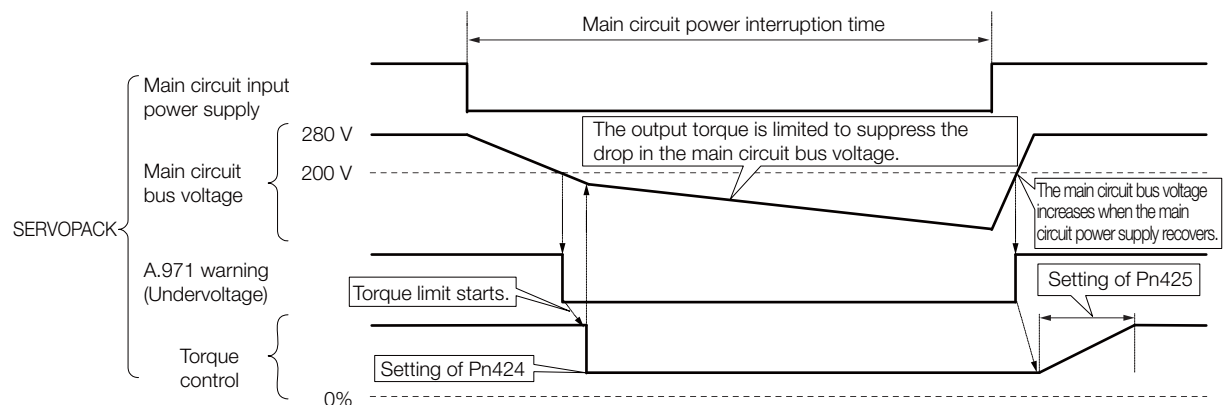 Main circuit power interruption time
Main circuit input
power supply
280 V
The output torque is limited to suppress the
drop in the main circuit bus voltage.
Main circuit
bus voltage
200 V
The main circuit bus voltage
increases when the main
circuit power supply recovers.
SERVOPACK
A.971 warning
(Undervoltage)
Torque limit starts.
Setting of Pn425
Torque
control
Setting of Pn424
0%